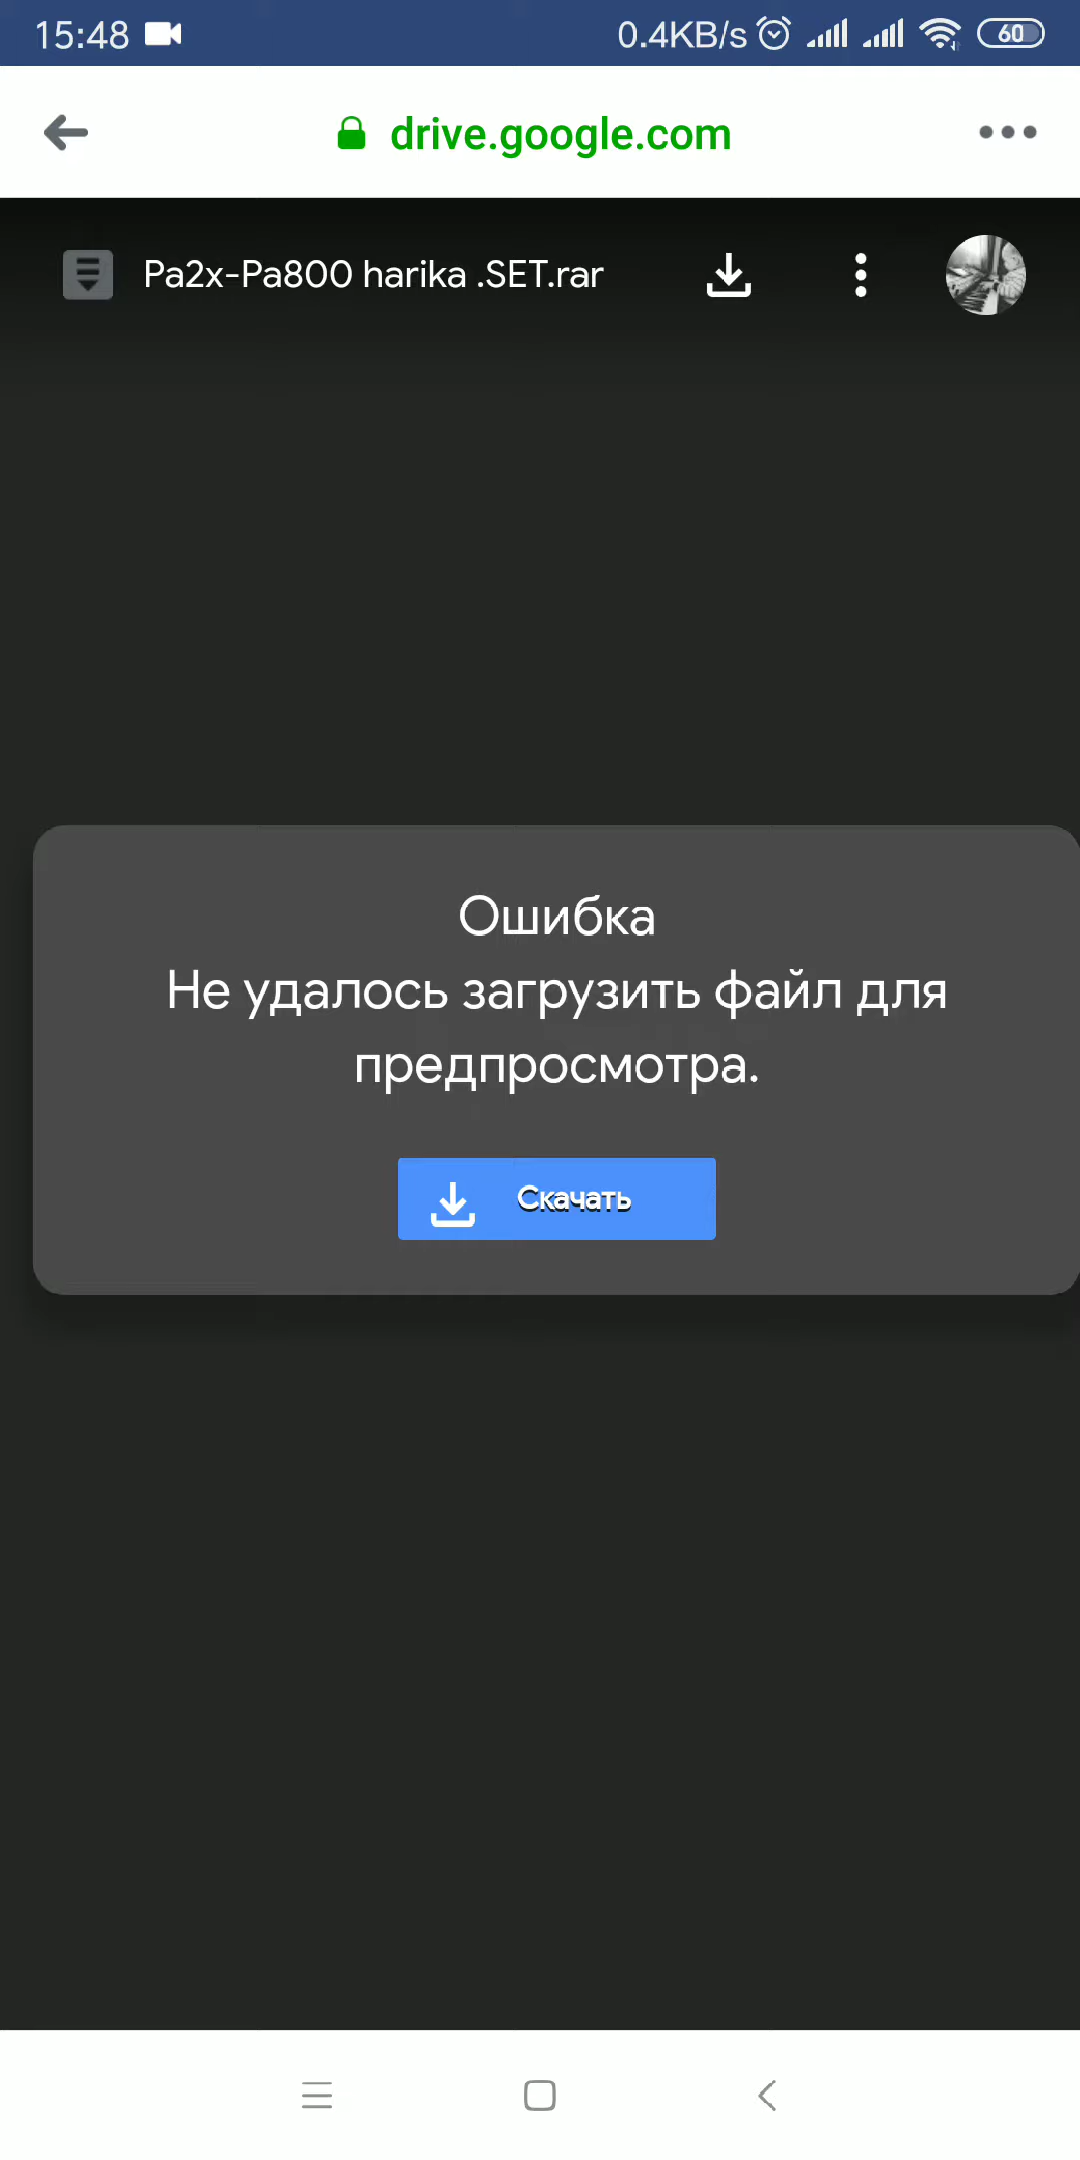 15:48 0.4KB/s 60
drive.google.com
Pa2x-Pa800 harika .SET.rar
Ошибка
Не удалось загрузить файл для
предпросмотра.
Скачать